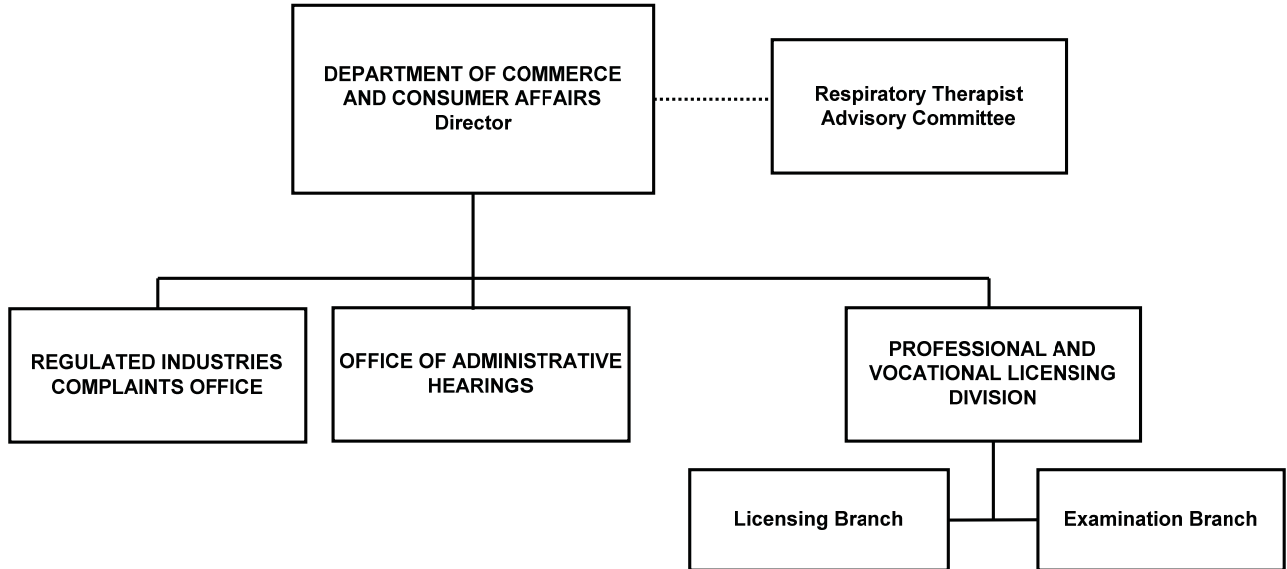 DEPARTMENT OF COMMERCE
AND CONSUMER AFFAIRS
Director
Respiratory Therapist
Advisory Committee
REGULATED INDUSTRIES
COMPLAINTS OFFICE
OFFICE OF ADMINISTRATIVE
HEARINGS
PROFESSIONAL AND
VOCATIONAL LICENSING
DIVISION
Licensing Branch
Examination Branch